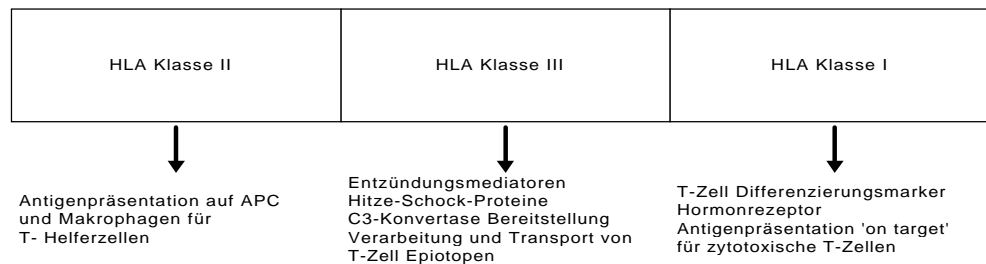 HLA Klasse II
HLA Klasse III
HLA Klasse I
Antigenpräsentation auf APC
und Makrophagen für
T- Helferzellen
Entzündungsmediatoren
Hitze-Schock-Proteine
C3-Konvertase Bereitstellung
Verarbeitung und Transport von
T-Zell Epiotopen
T-Zell Differenzierungsmarker
Hormonrezeptor
Antigenpräsentation 'on target'
für zytotoxische T-Zellen